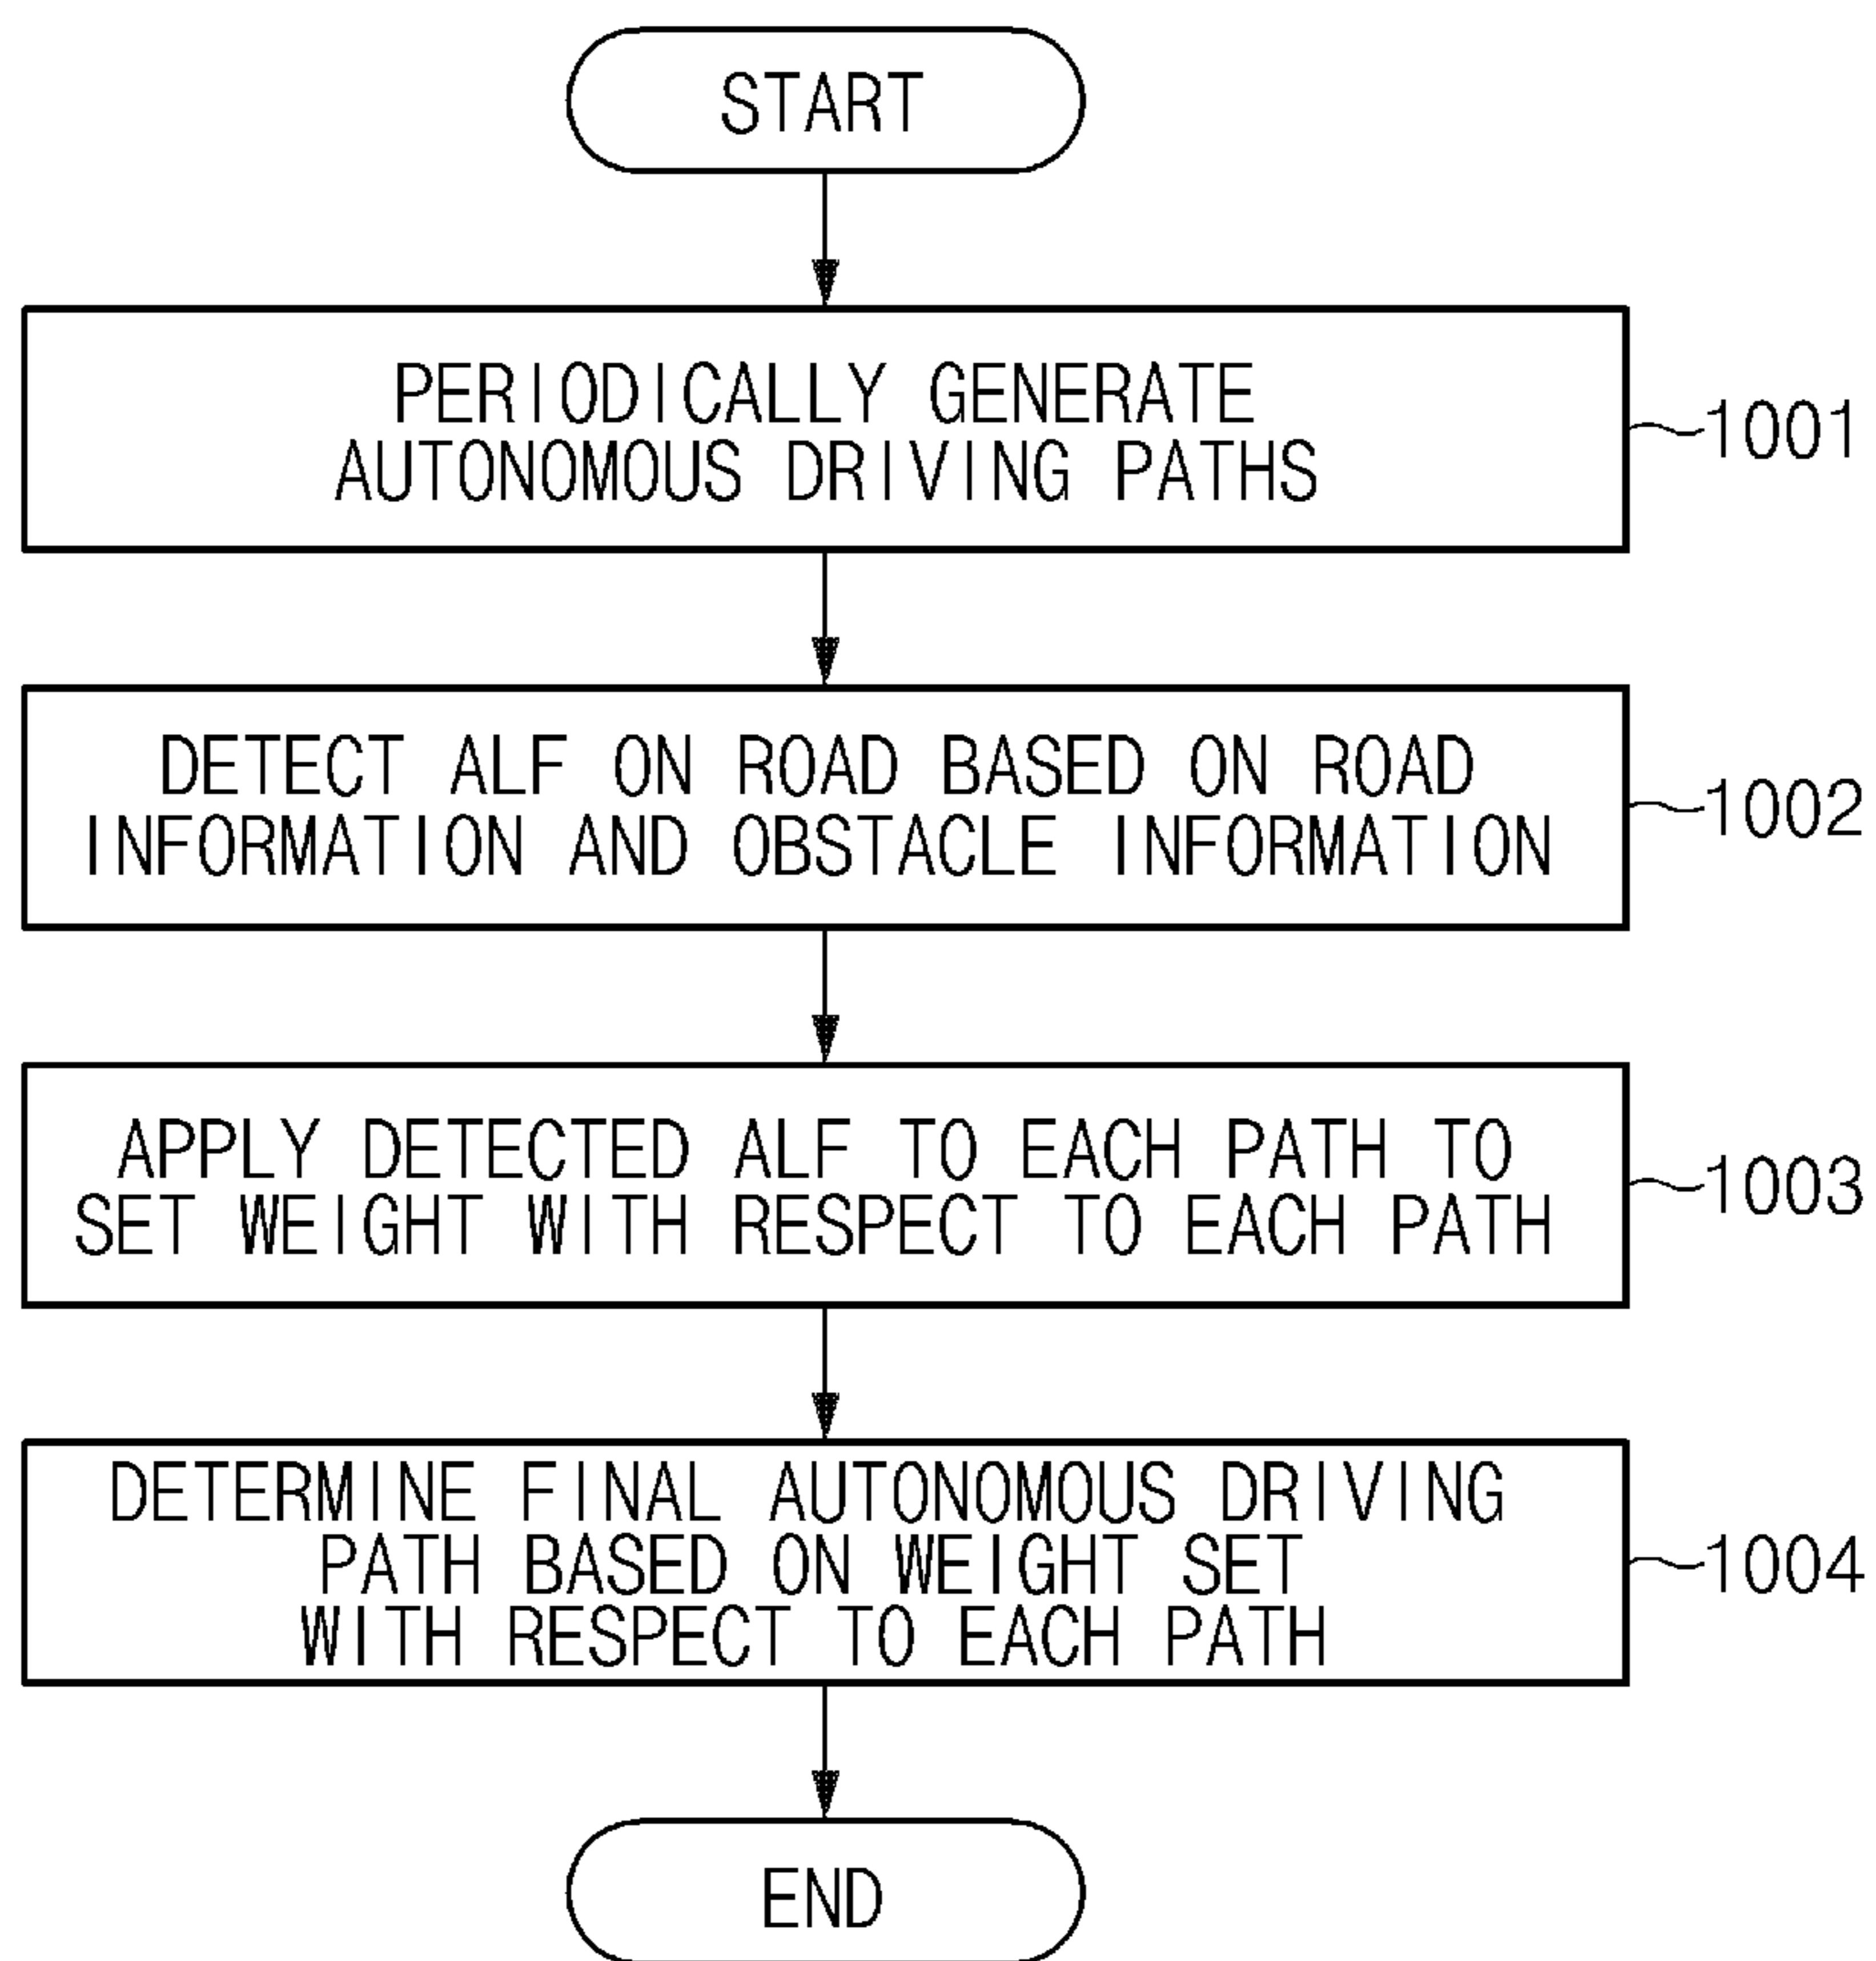 START
PERIODICALLY GENERATE
AUTONOMOUS DRIVING PATHS
1001
DETECT ALF ON ROAD BASED ON ROAD
INFORMATION AND OBSTACLE INFORMATION
1002
APPLY DETECTED ALF TO EACH PATH TO
SET WEIGHT WITH RESPECT TO EACH PATH
1003
DETERMINE FINAL AUTONOMOUS DRIVING
PATH BASED ON WEIGHT SET
WITH RESPECT TO EACH PATH
1004
END